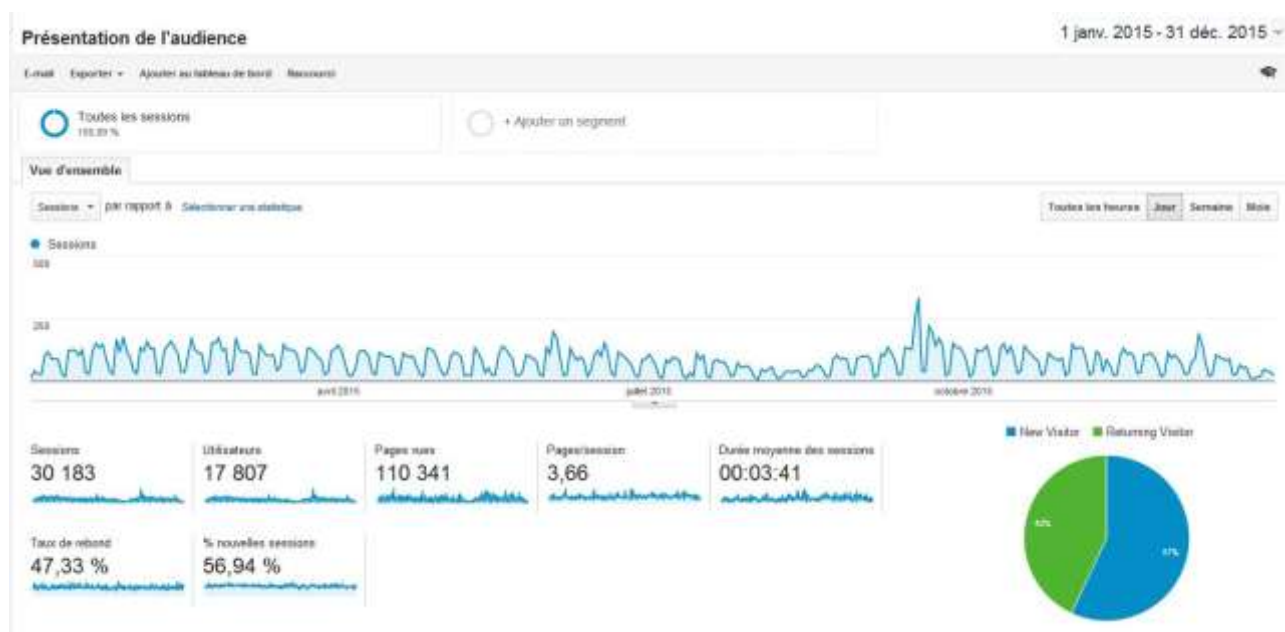 Présentation de l'audience
1 janv. 2015 - 31 déc. 2015
E-mail Exporter Ajouter au tableau de bord Raccourci
Toutes les sessions
+ Ajouter un segment
Vue d'ensemble
Sessions par rapport à Sélectionner une statistique
Toutes les heures Jour Semaine Mois
Sessions
500
250
avril 2015 juillet 2015 octobre 2015
New Visitor Returning Visitor
Sessions Utilisateurs Pages vues Pages/session Durée moyenne des sessions
30 183 17 807 110 341 3,66 00:03:41
Taux de rebond % nouvelles sessions
47,33 % 56,94 %